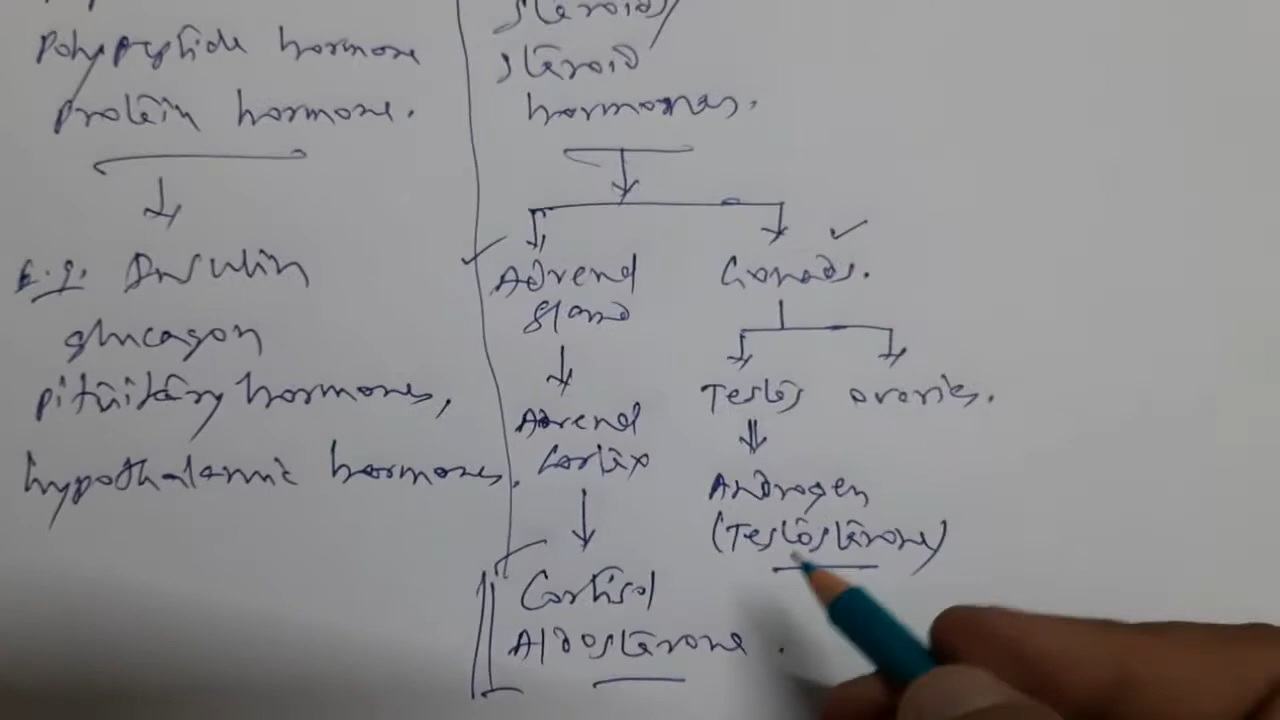 Polypeptide hormone
protein hormone.
E.g. Insulin
glucagon
pituitary hormones,
hypothalamic hormones.
steroids/
steroid
hormones.
Adrenal
gland
Adrenal
Cortex
Cortisol
Aldosterone.
Gonads.
Testis ovaries.
Androgen
(Testosterone)